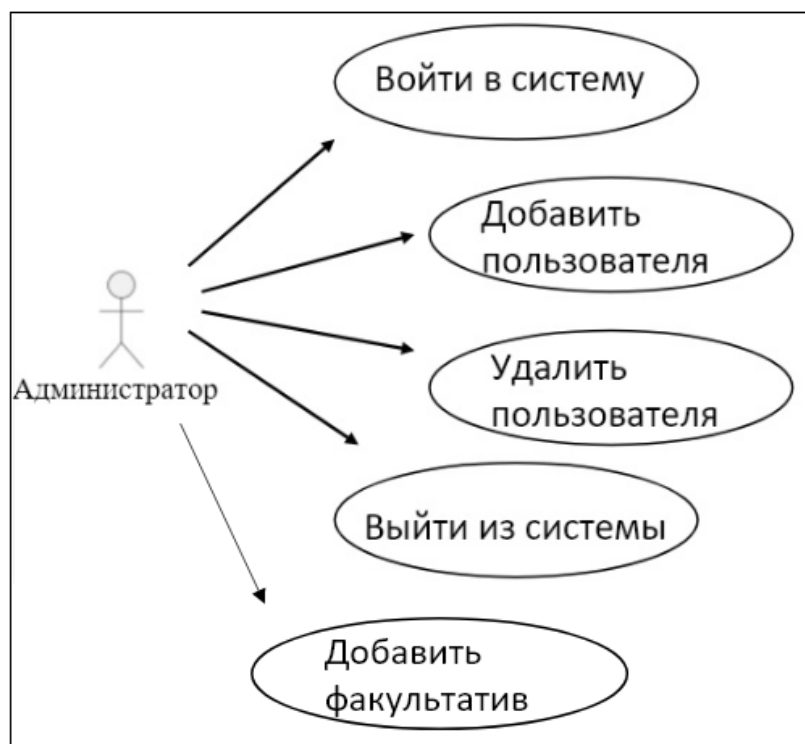 Войти в систему
Добавить
пользователя
Удалить
пользователя
Администратор
Выйти из системы
Добавить
факультатив